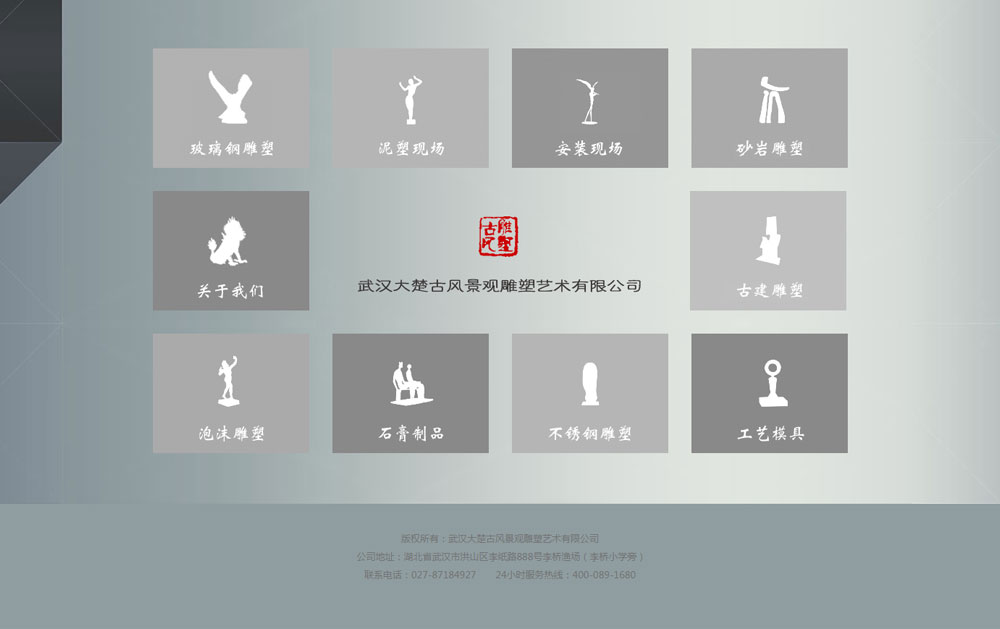 玻璃钢雕塑
泥塑现场
安装现场
砂岩雕塑
关于我们
古风雕塑
武汉大楚古风景观雕塑艺术有限公司
古建雕塑
泡沫雕塑
石膏制品
不锈钢雕塑
工艺模具
版权所有：武汉大楚古风景观雕塑艺术有限公司
公司地址：湖北省武汉市洪山区李纸路888号李桥渔场（李桥小学旁）
联系电话：027-87184927 24小时服务热线：400-089-1680